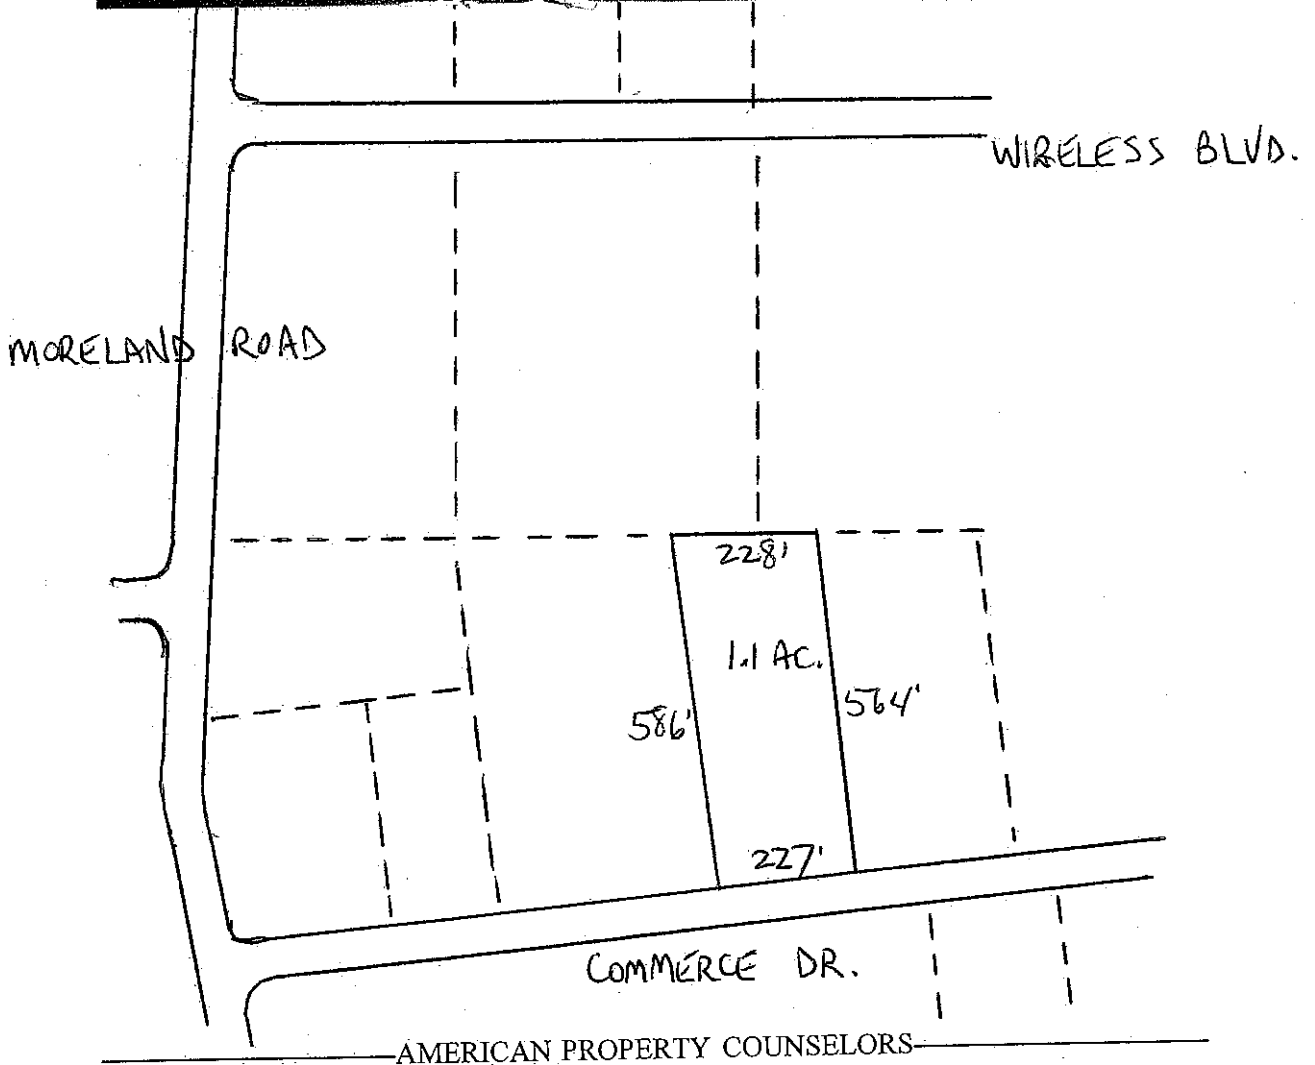 WIRELESS BLVD.
MORELAND ROAD
228'
1.1 AC.
586'
564'
227'
COMMERCE DR.
AMERICAN PROPERTY COUNSELORS